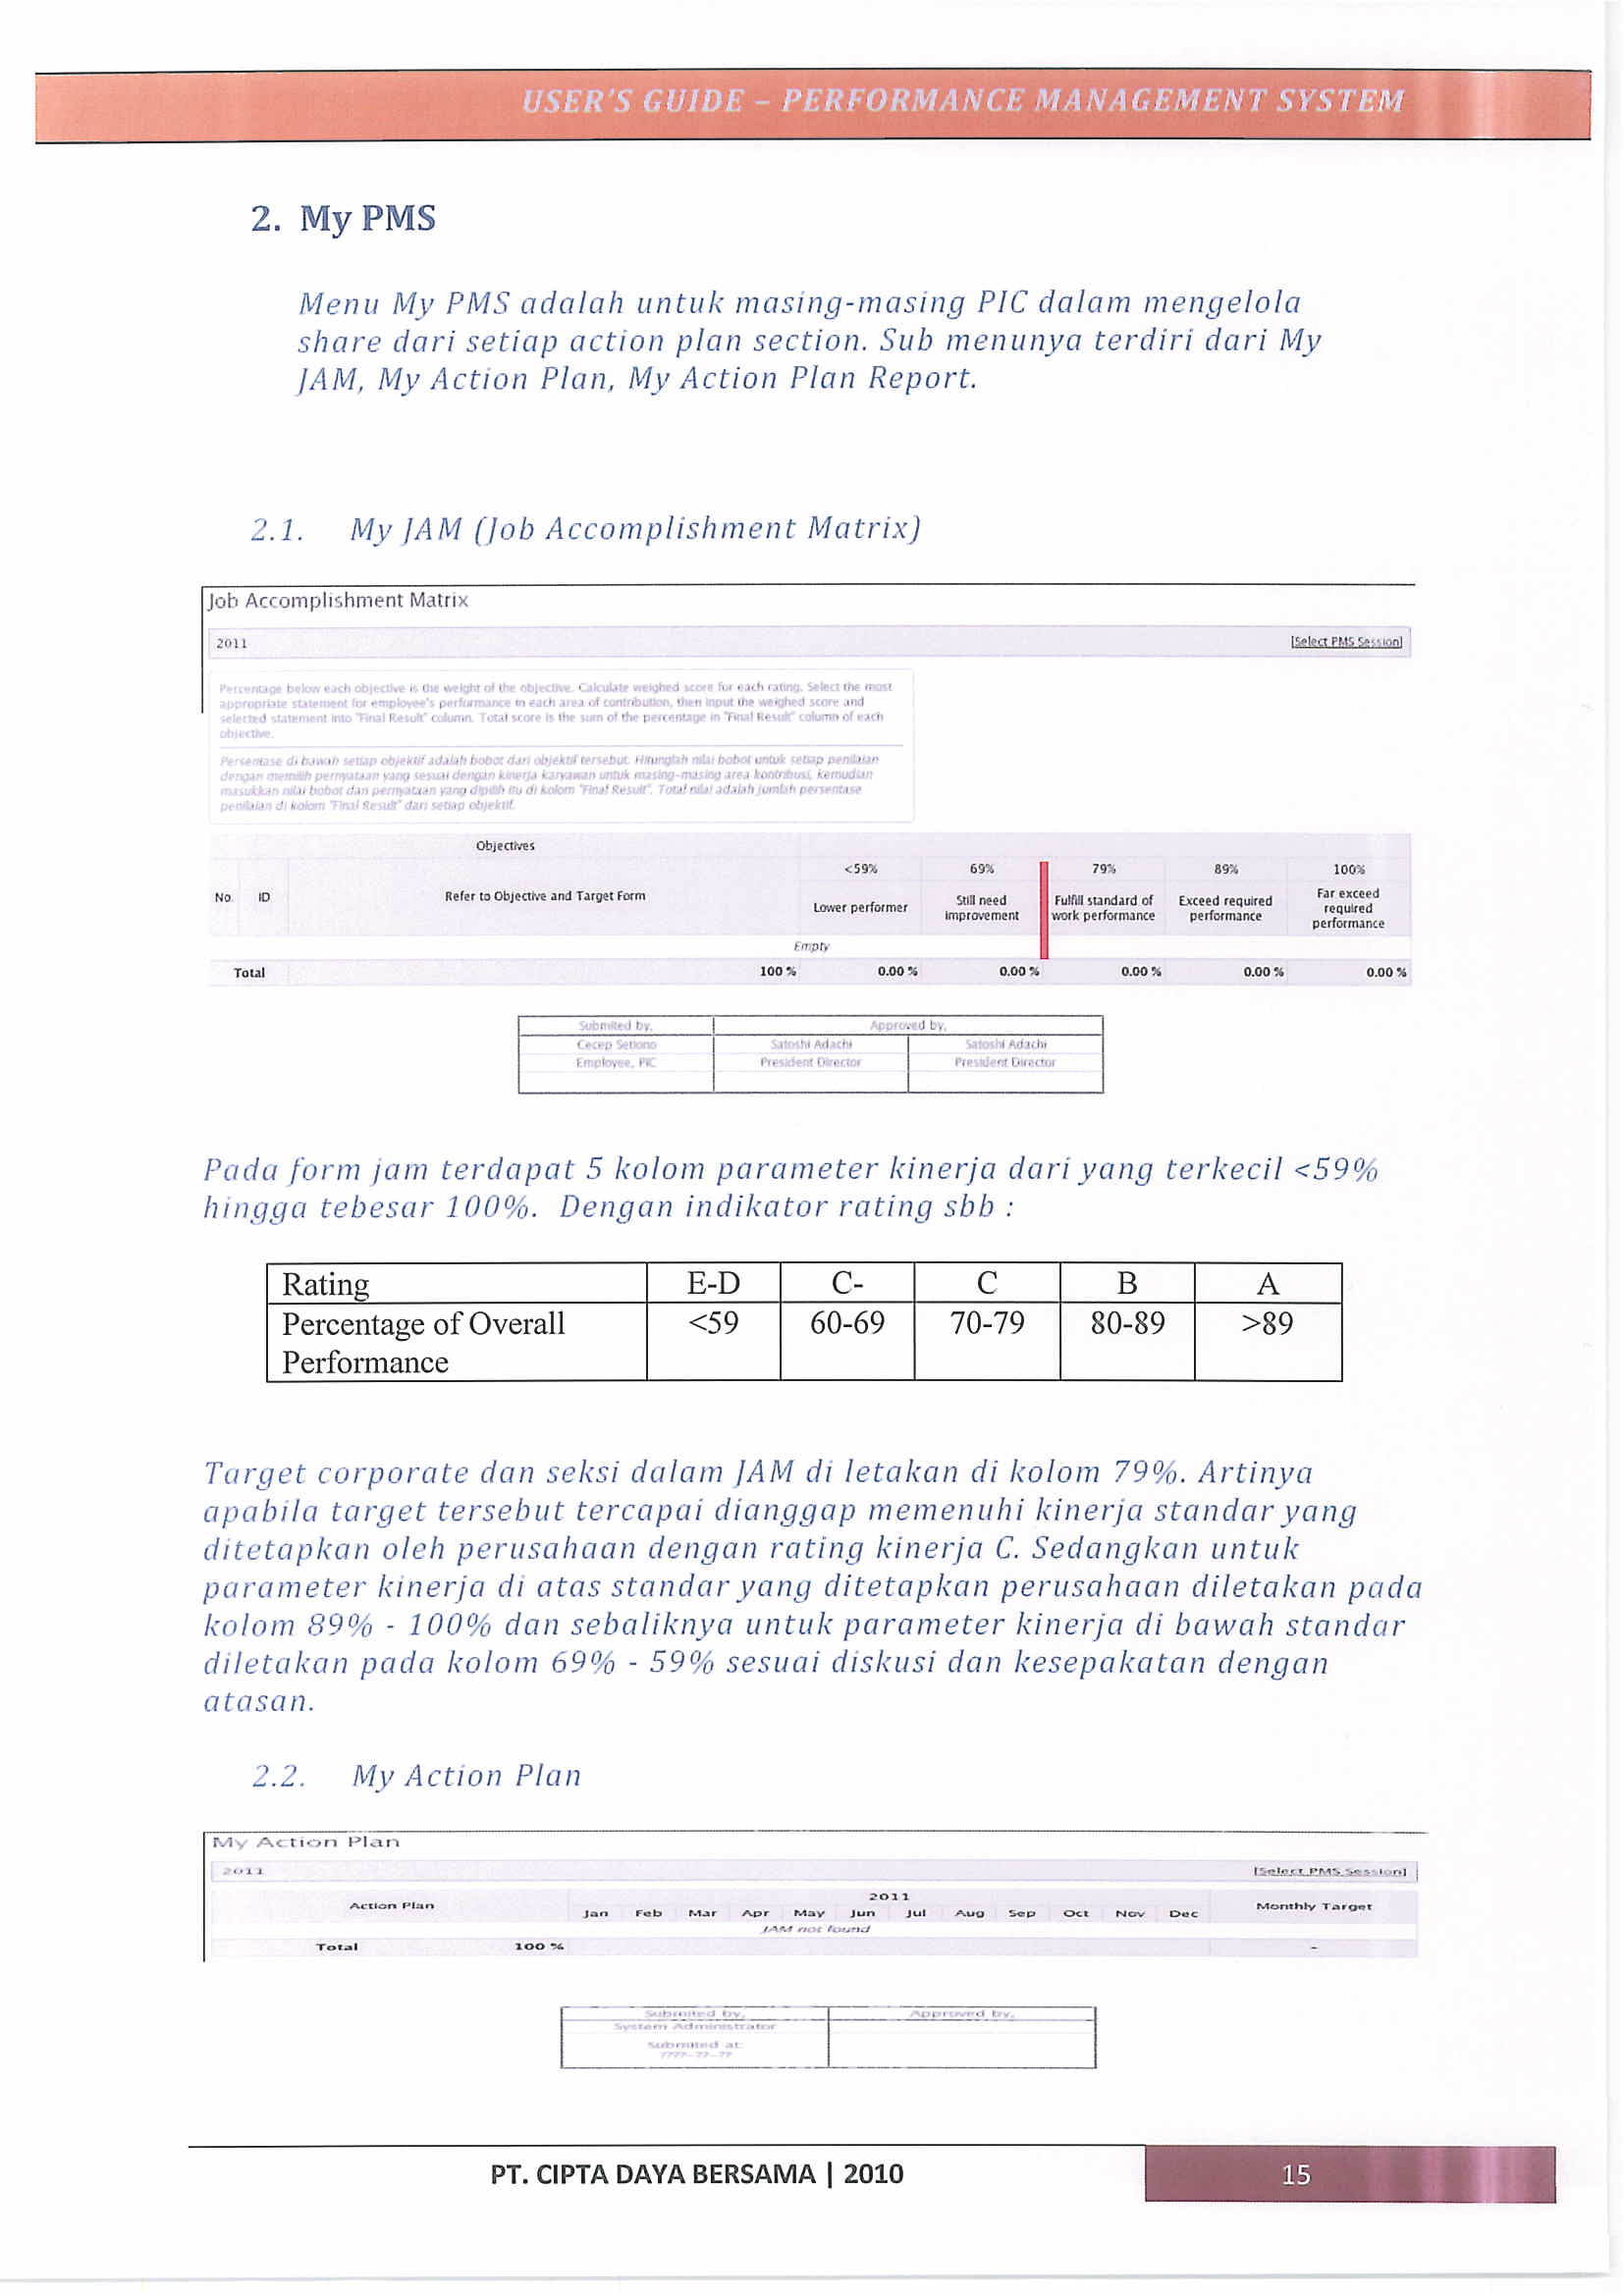 USER'S GUIDE – PERFORMANCE MANAGEMENT SYSTEM
2. My PMS
Menu My PMS adalah untuk masing-masing PIC dalam mengelola
share dari setiap action plan section. Sub menunya terdiri dari My
JAM, My Action Plan, My Action Plan Report.
2.1. My JAM (Job Accomplishment Matrix)
Job Accomplishment Matrix
2011 [Select PMS Session]
Percentage below each objective is the weight of the objective. Calculate weighed score for each rating. Select the most
appropriate statement for employee's performance in each area of contribution, then input the weighed score and
selected statement into "Final Result" column. Total score is the sum of the percentage in "Final Result" column of each
objective.
Persentase di bawah setiap objektif adalah bobot dari objektif tersebut. Hitunglah nilai bobot untuk setiap penilaian
dengan memilih pernyataan yang sesuai dengan kinerja karyawan untuk masing-masing area kontribusi, kemudian
masukkan nilai bobot dan pernyataan yang dipilih itu di kolom "Final Result". Total nilai adalah jumlah persentase
penilaian di kolom "Final Result" dari setiap objektif.
Objectives
<59% 69% 79% 89% 100%
No. ID Refer to Objective and Target Form Lower performer Still need improvement Fulfill standard of work performance Exceed required performance Far exceed required performance
Empty
Total 100 % 0.00 % 0.00 % 0.00 % 0.00 % 0.00 %
Submited by, Approved by,
Cecep Setiono Satoshi Adachi Satoshi Adachi
Employee, PIC President Director President Director
Pada form jam terdapat 5 kolom parameter kinerja dari yang terkecil <59%
hingga tebesar 100%. Dengan indikator rating sbb :
Rating E-D C- C B A
Percentage of Overall <59 60-69 70-79 80-89 >89
Performance
Target corporate dan seksi dalam JAM di letakan di kolom 79%. Artinya
apabila target tersebut tercapai dianggap memenuhi kinerja standar yang
ditetapkan oleh perusahaan dengan rating kinerja C. Sedangkan untuk
parameter kinerja di atas standar yang ditetapkan perusahaan diletakan pada
kolom 89% - 100% dan sebaliknya untuk parameter kinerja di bawah standar
diletakan pada kolom 69% - 59% sesuai diskusi dan kesepakatan dengan
atasan.
2.2. My Action Plan
My Action Plan
2011 [Select PMS Session]
Action Plan 2011 Monthly Target
Jan Feb Mar Apr May Jun Jul Aug Sep Oct Nov Dec
JAM not found
Total 100 % -
Submited by, Approved by,
System Administrator
Submited at:
????-??-??
PT. CIPTA DAYA BERSAMA | 2010 15